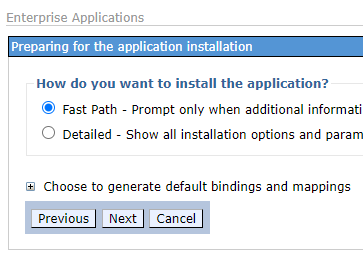 Enterprise Applications
Preparing for the application installation
How do you want to install the application?
Fast Path - Prompt only when additional informati
Detailed - Show all installation options and param
Choose to generate default bindings and mappings
Previous Next Cancel